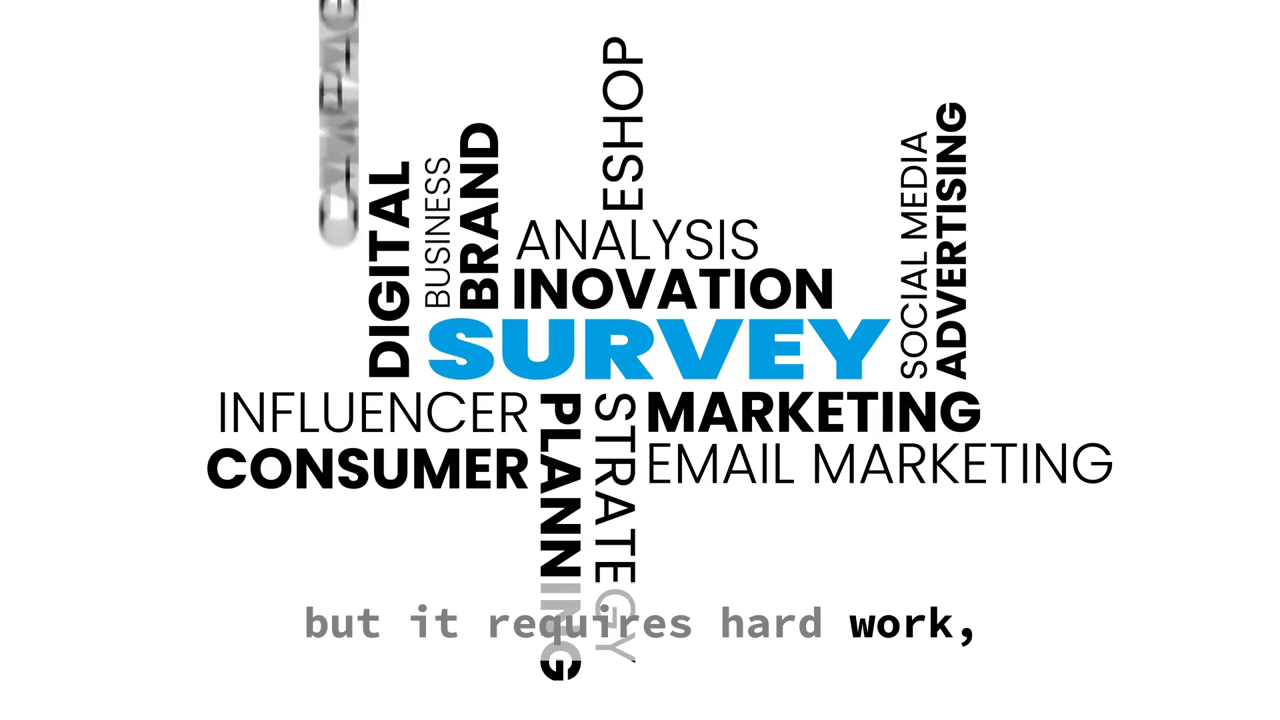 ESHOP
DIGITAL
BUSINESS
BRAND
ANALYSIS
SOCIAL MEDIA
ADVERTISING
INOVATION
SURVEY
INFLUENCER
CONSUMER
PLANNING
STRATEGY
MARKETING
EMAIL MARKETING
but it requires hard work,